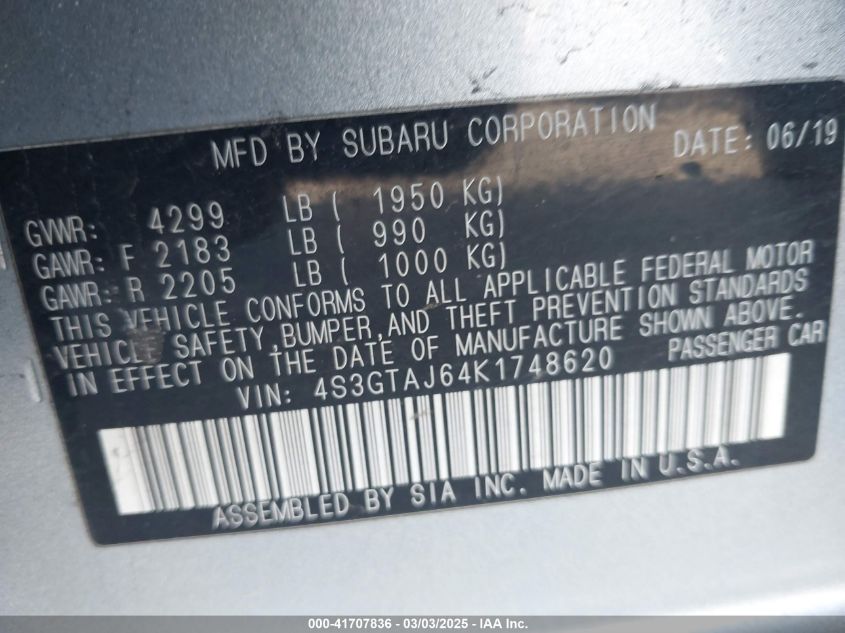 MFD BY SUBARU CORPORATION DATE: 06/19
GVWR: 4299 LB ( 1950 KG)
GAWR: F 2183 LB ( 990 KG)
GAWR: R 2205 LB ( 1000 KG)
THIS VEHICLE CONFORMS TO ALL APPLICABLE FEDERAL MOTOR
VEHICLE SAFETY, BUMPER, AND THEFT PREVENTION STANDARDS
IN EFFECT ON THE DATE OF MANUFACTURE SHOWN ABOVE.
VIN: 4S3GTAJ64K1748620 PASSENGER CAR
ASSEMBLED BY SIA INC. MADE IN U.S.A.
000-41707836 - 03/03/2025 - IAA Inc.